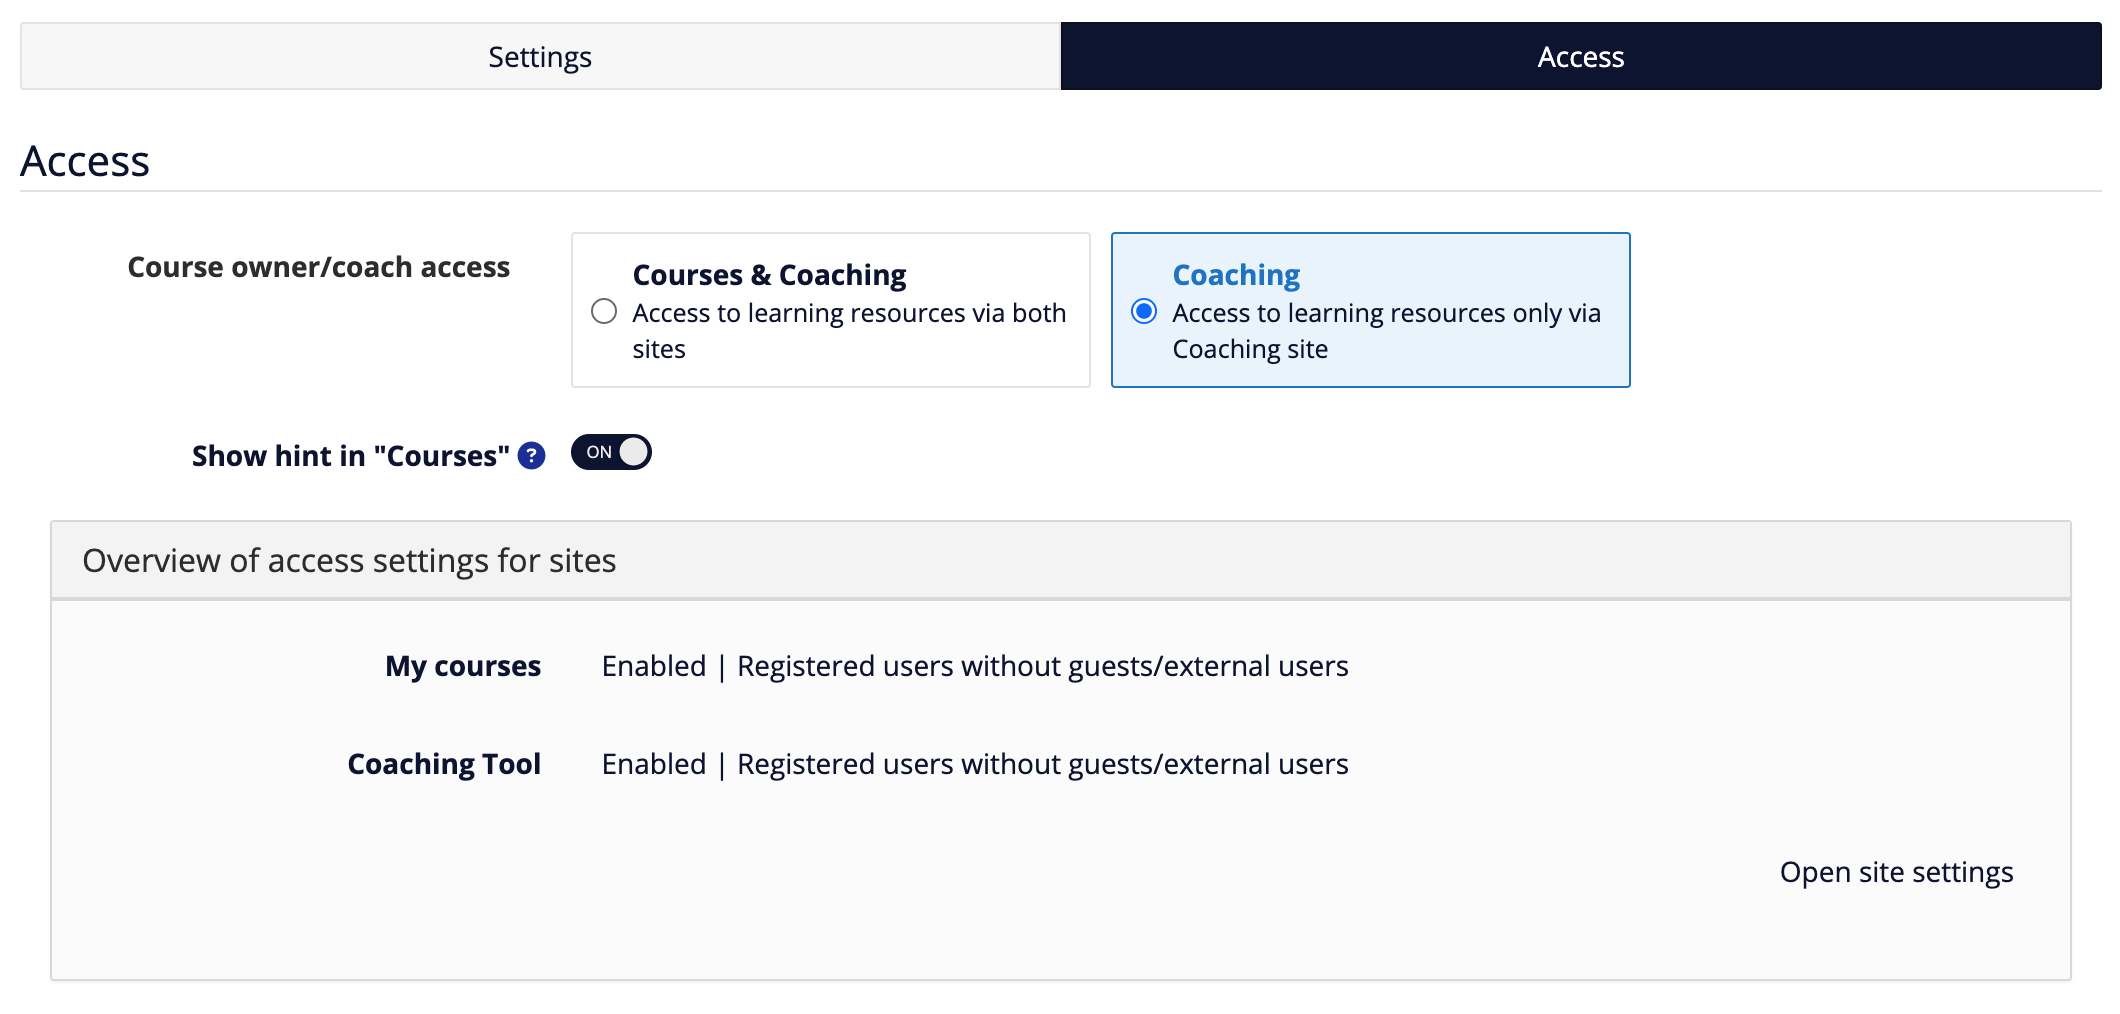 Settings
Access
Access
Course owner/coach access
Courses & Coaching
Access to learning resources via both
sites
Coaching
Access to learning resources only via
Coaching site
Show hint in "Courses" ?
ON
Overview of access settings for sites
My courses
Enabled | Registered users without guests/external users
Coaching Tool
Enabled | Registered users without guests/external users
Open site settings